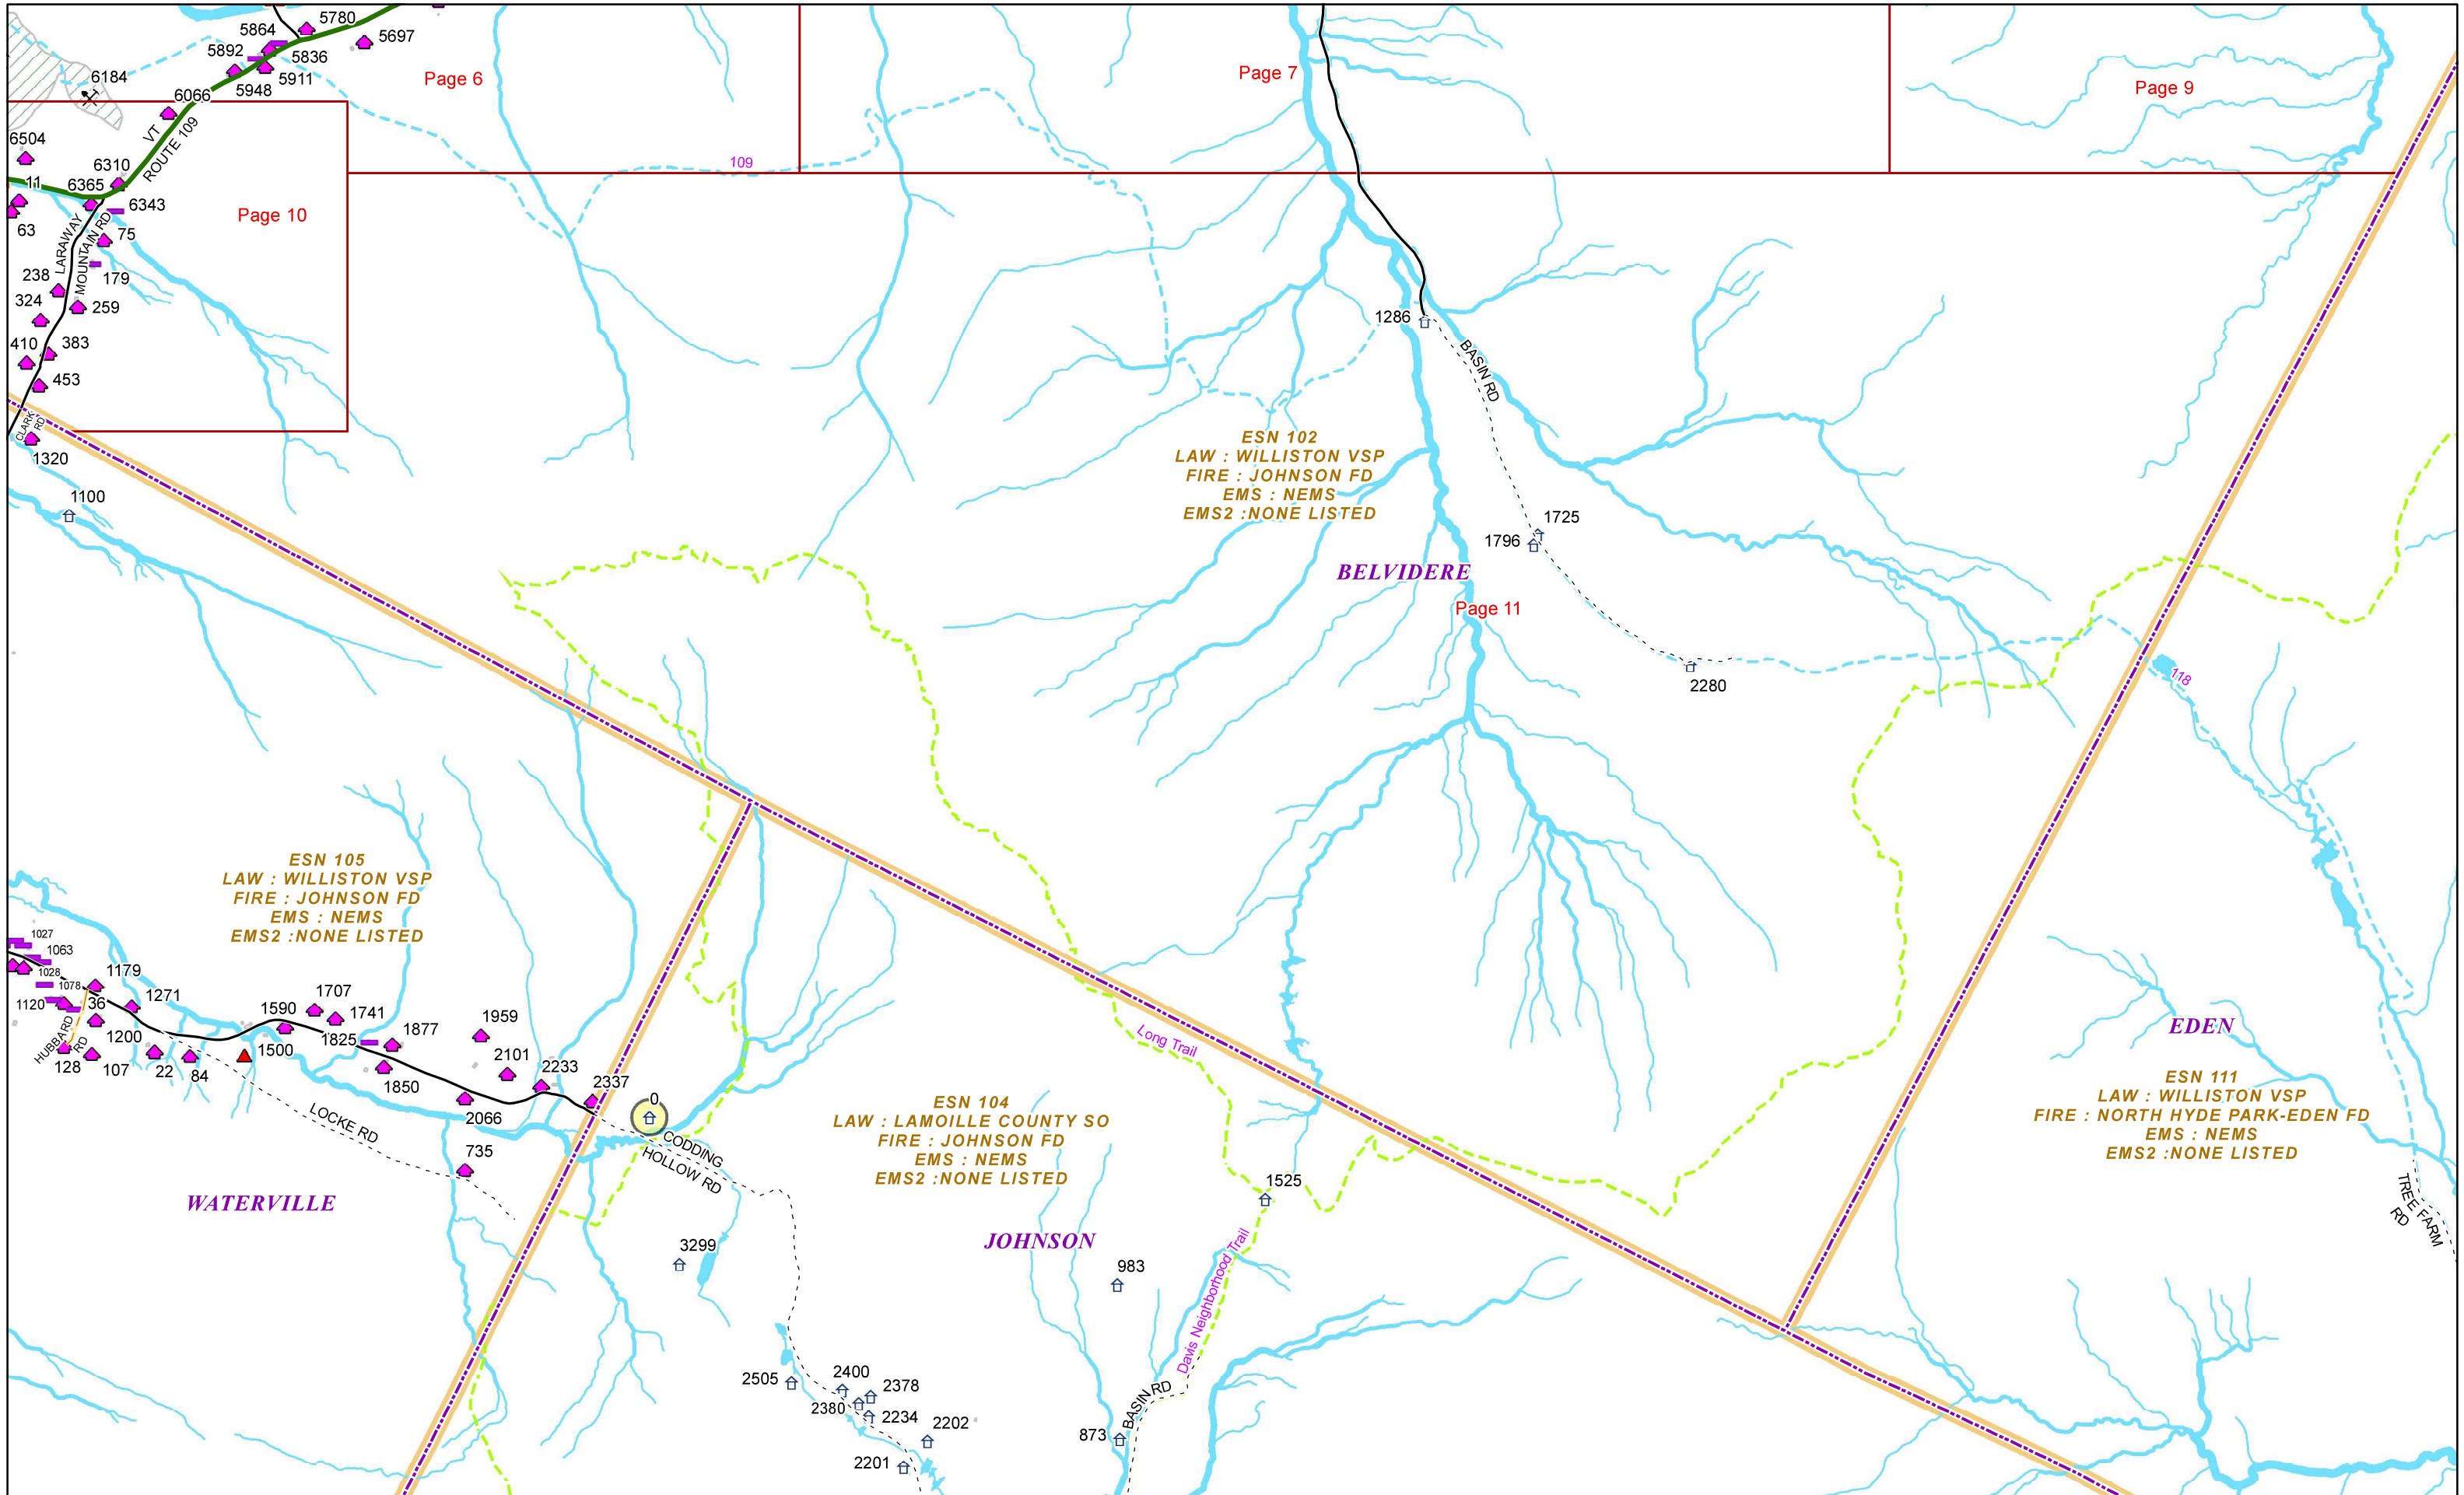 5780
5864
5697
5892
5836
5911
5948
Page 6
Page 7
Page 9
6184
6066
VT
ROUTE 109
6504
6310
109
11
6365
6343
Page 10
63
75
LARAWAY
MOUNTAIN RD
179
238
324
259
1286
410
383
BASIN RD
453
CLARK
RD
1320
ESN 102
LAW : WILLISTON VSP
FIRE : JOHNSON FD
EMS : NEMS
EMS2 :NONE LISTED
1100
1725
1796
BELVIDERE
Page 11
2280
118
ESN 105
LAW : WILLISTON VSP
FIRE : JOHNSON FD
EMS : NEMS
EMS2 :NONE LISTED
1027
1063
1028
1179
1078
1120
36
1271
1707
1590
1741
1200
1825
1877
1959
HUBBARD
RD
1500
128
107
22
84
1850
2101
2233
2337
2066
0
LOCKE RD
735
CODDING
HOLLOW RD
WATERVILLE
Long Trail
ESN 104
LAW : LAMOILLE COUNTY SO
FIRE : JOHNSON FD
EMS : NEMS
EMS2 :NONE LISTED
EDEN
ESN 111
LAW : WILLISTON VSP
FIRE : NORTH HYDE PARK-EDEN FD
EMS : NEMS
EMS2 :NONE LISTED
1525
TREE FARM
RD
JOHNSON
3299
983
Davis Neighborhood Trail
2505
2400
2378
2380
2234
2202
2201
BASIN RD
873